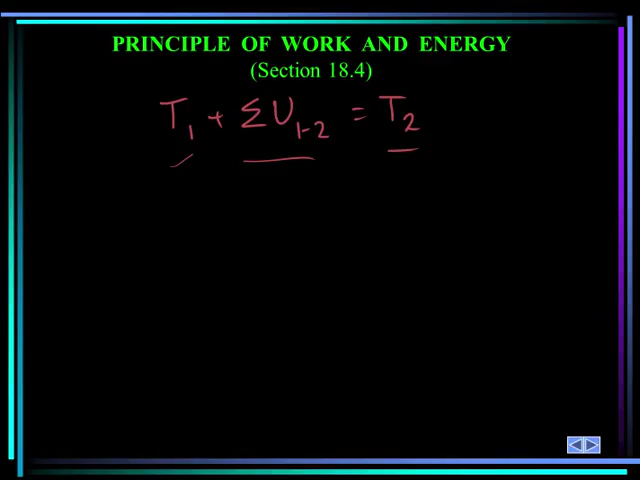 PRINCIPLE OF WORK AND ENERGY
(Section 18.4)
T₁ + ΣU₁₋₂ = T₂